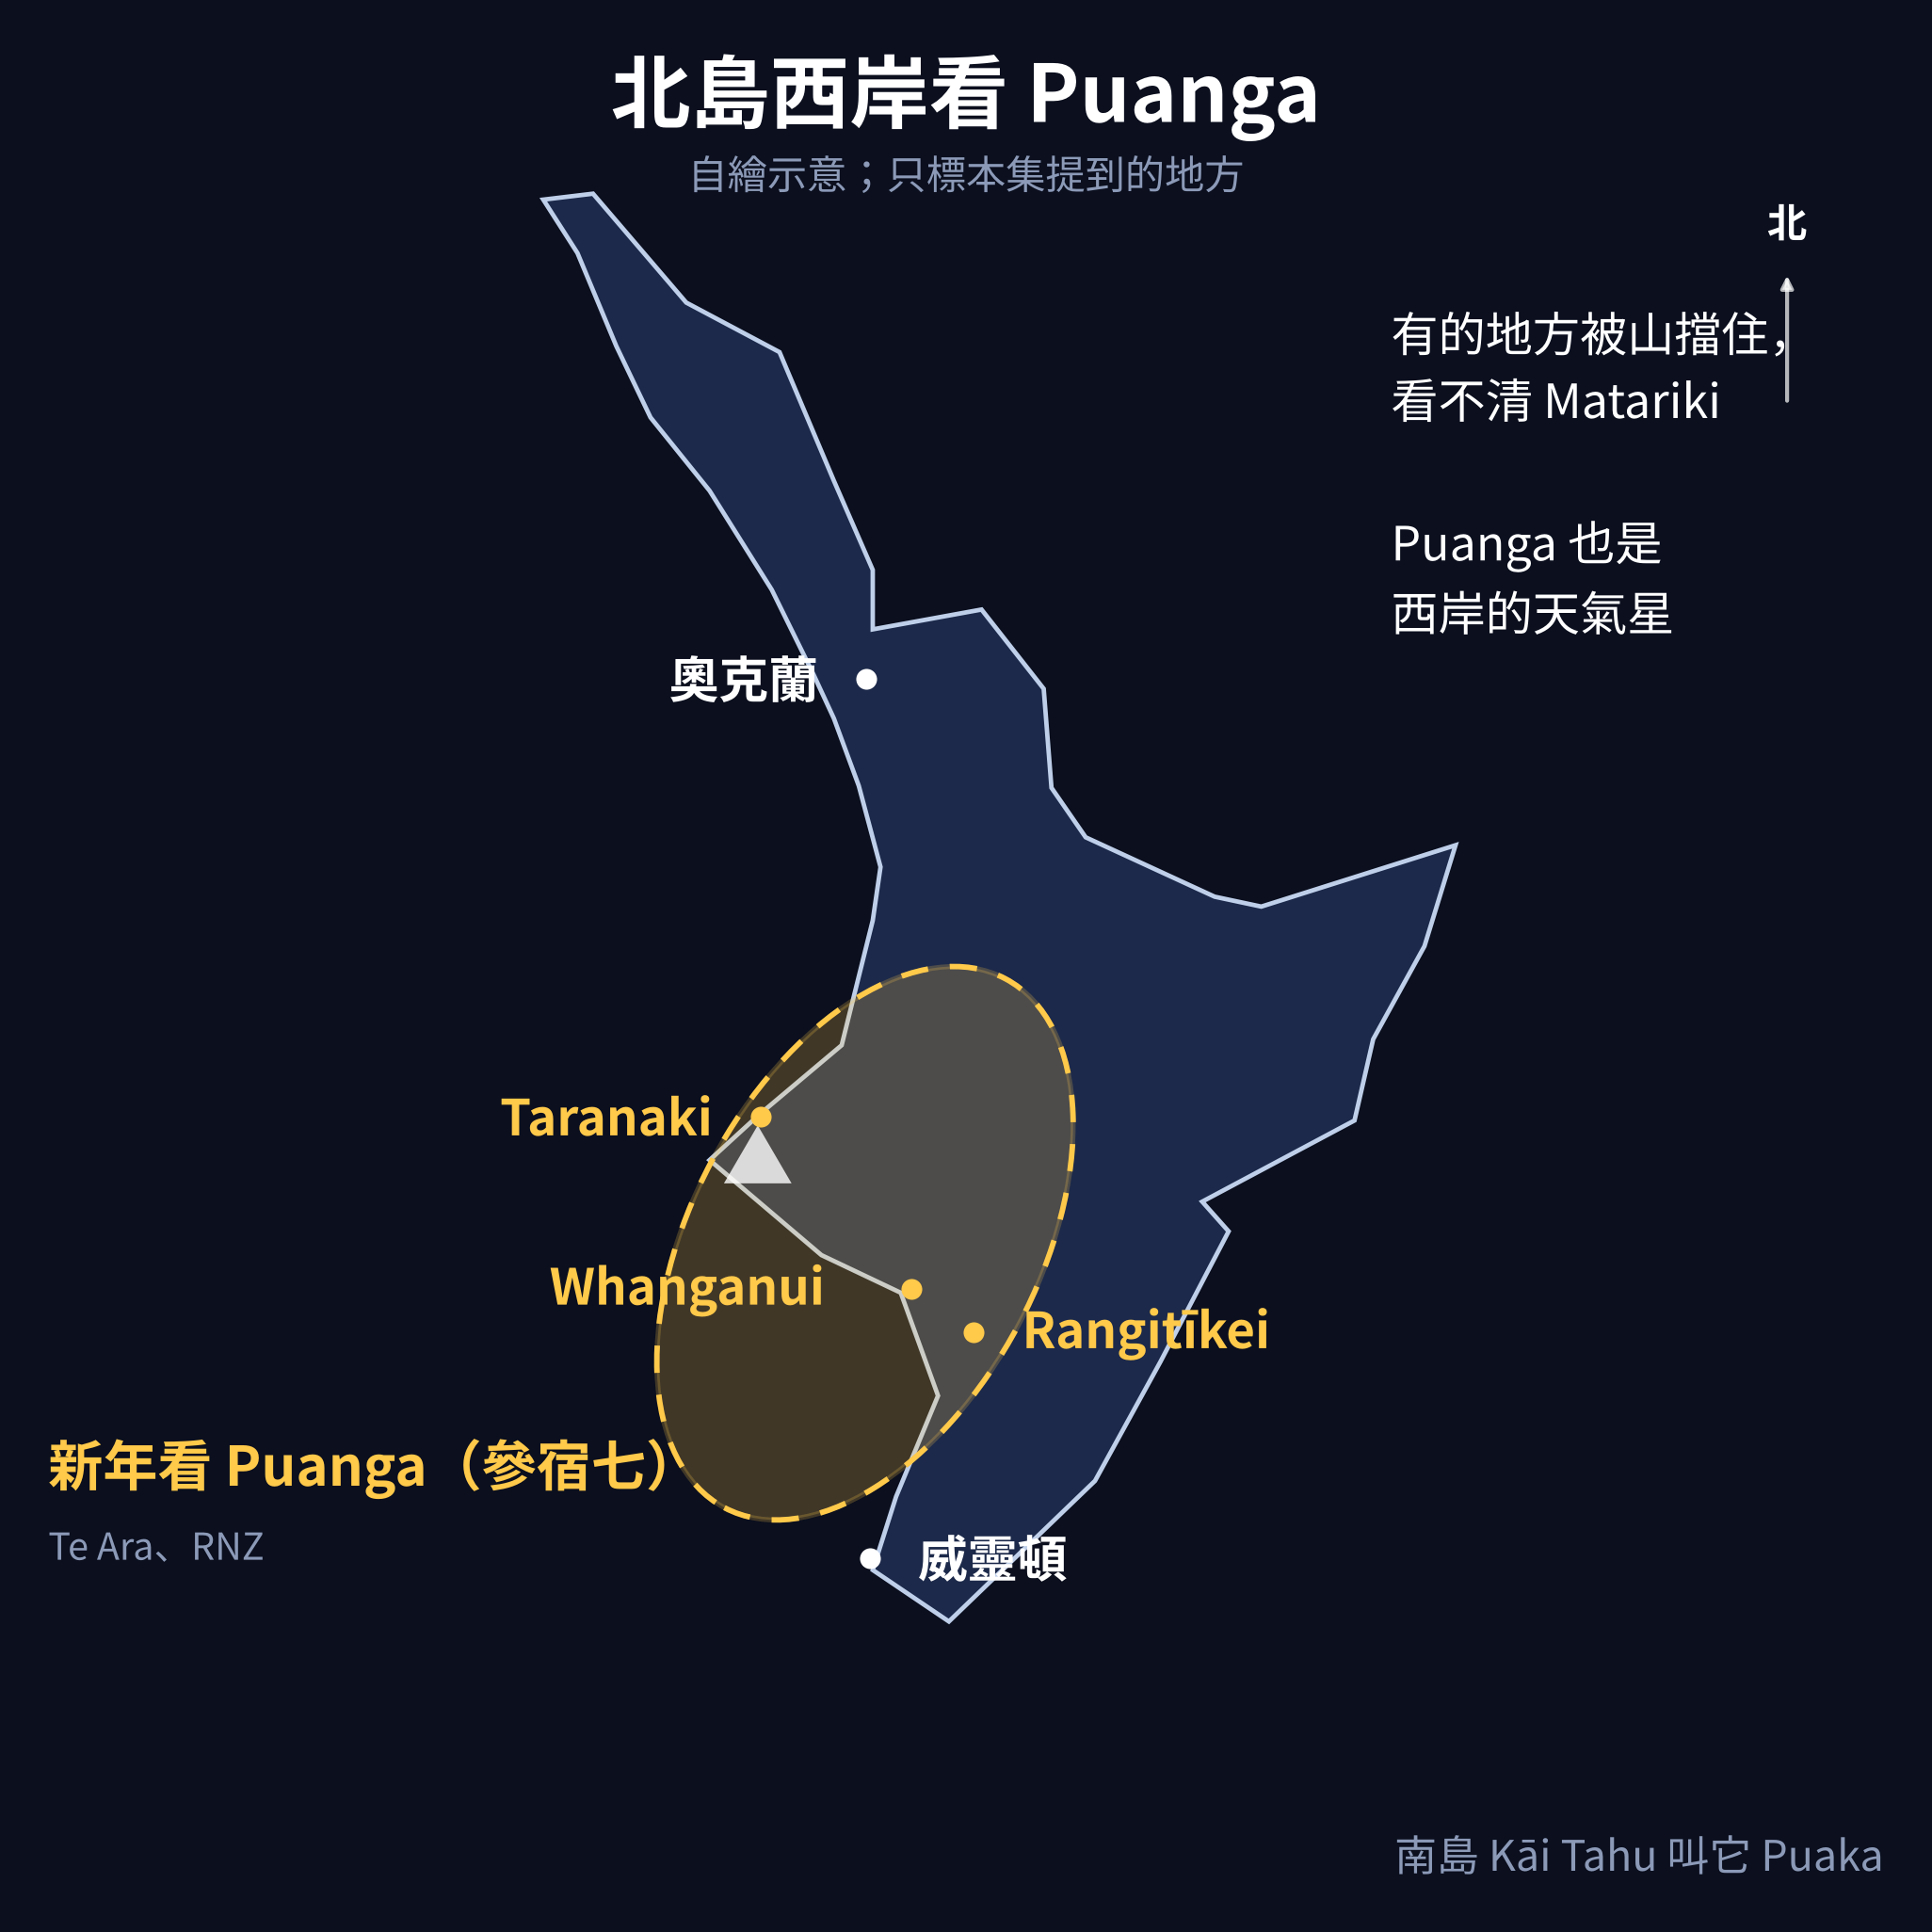 北島西岸看 Puanga
自繪示意；只標本集提到的地方
北
有的地方被山擋住，
看不清 Matariki
Puanga 也是
西岸的天氣星
奧克蘭
Taranaki
Whanganui
Rangitīkei
新年看 Puanga（參宿七）
Te Ara、RNZ
威靈頓
南島 Kāi Tahu 叫它 Puaka